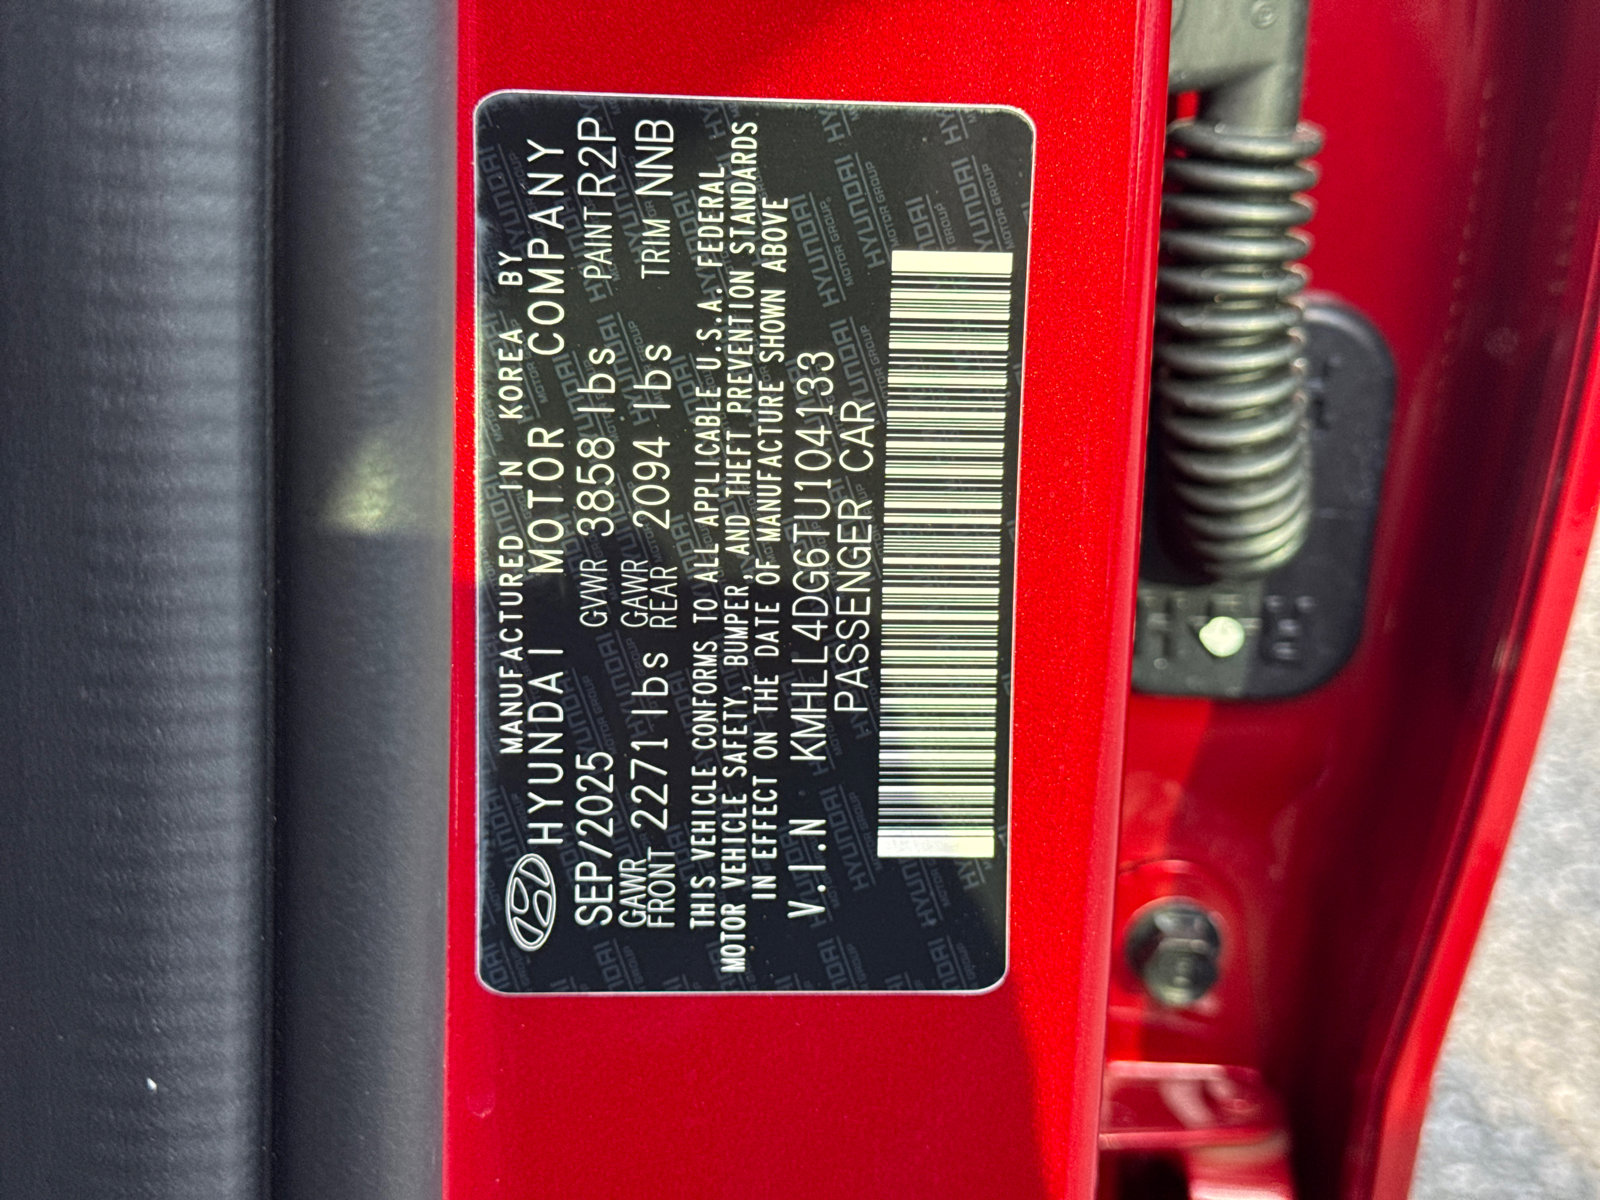 MANUFACTURED IN KOREA BY
HYUNDAI MOTOR COMPANY
SEP/2025 GVWR 3858 lbs PAINT R2P
GAWR FRONT 2271 lbs GAWR REAR 2094 lbs TRIM NNB
THIS VEHICLE CONFORMS TO ALL APPLICABLE U.S.A. FEDERAL
MOTOR VEHICLE SAFETY, BUMPER, AND THEFT PREVENTION STANDARDS
IN EFFECT ON THE DATE OF MANUFACTURE SHOWN ABOVE
V.I.N KMHLL4DG6TU104133
PASSENGER CAR